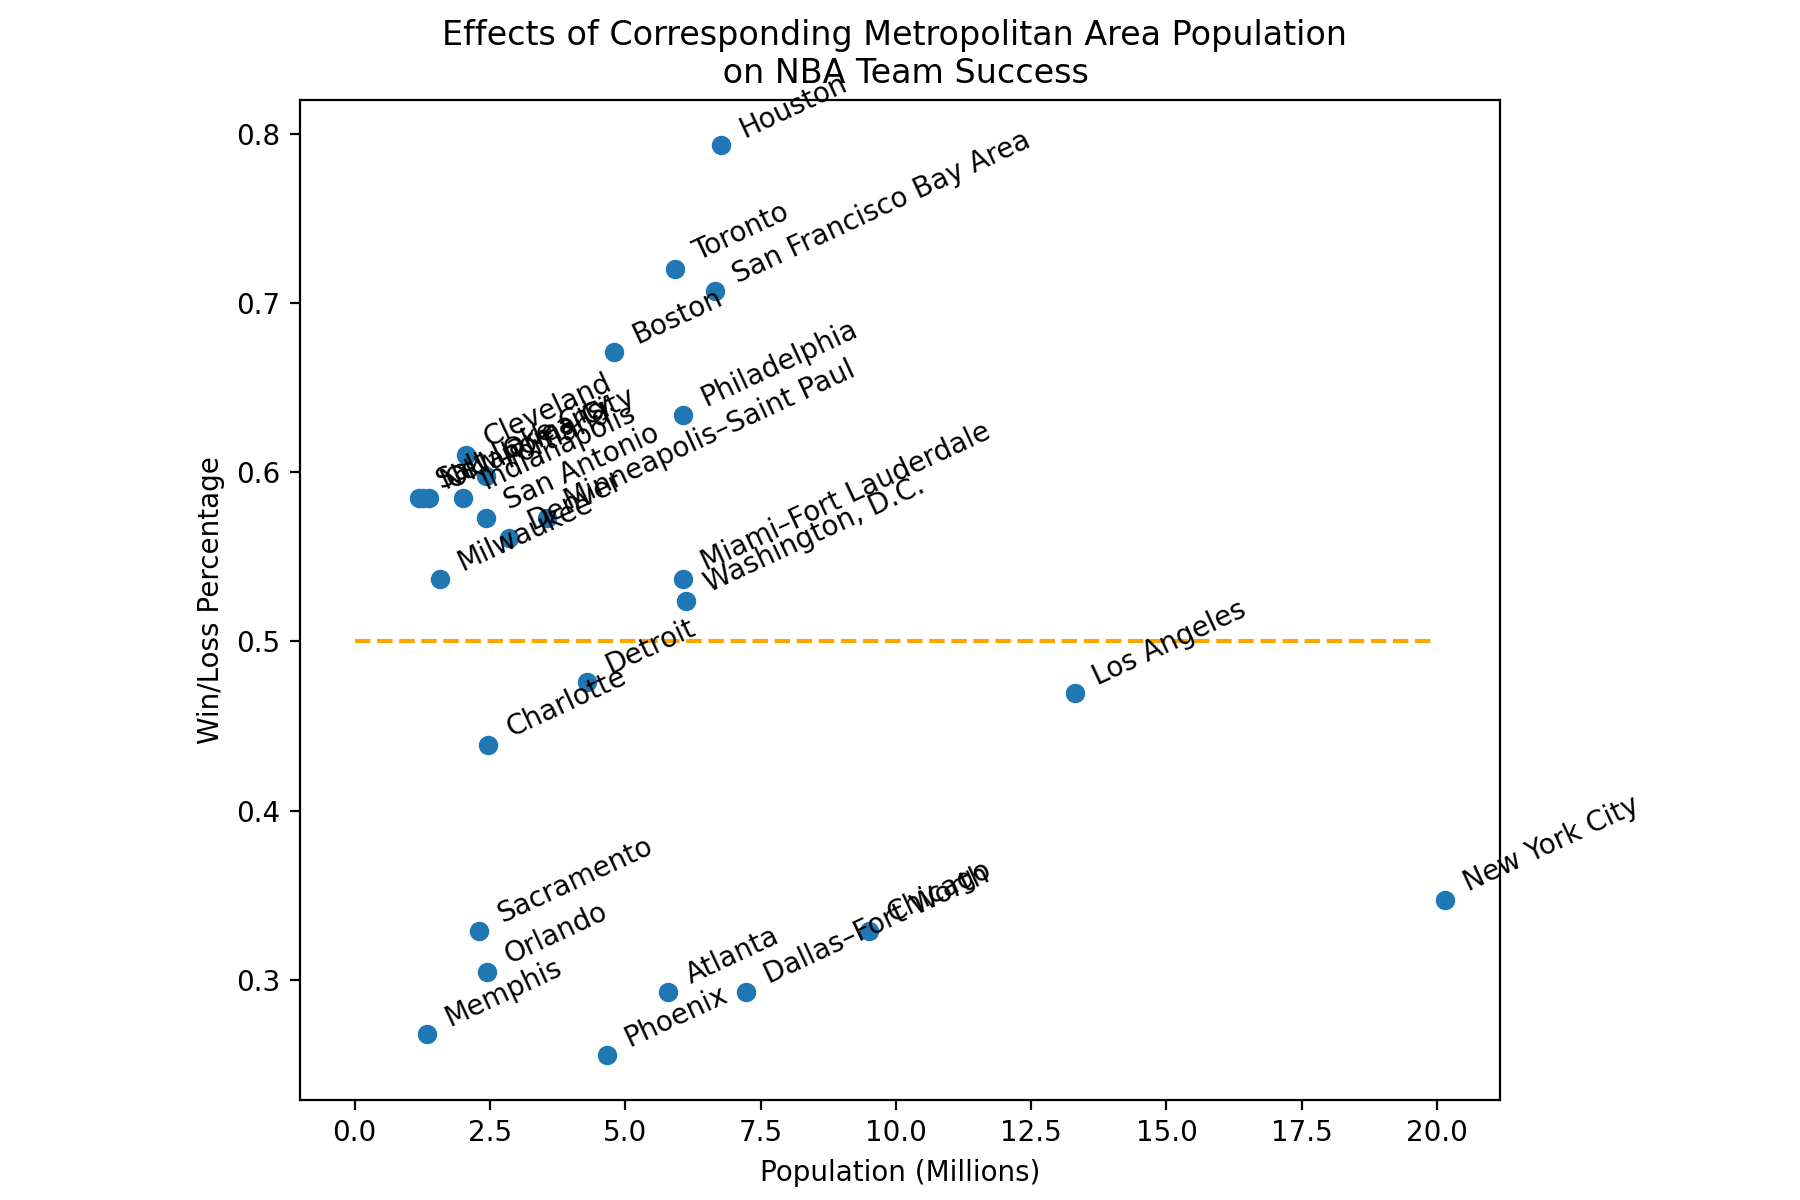 Effects of Corresponding Metropolitan Area Population
on NBA Team Success
Houston
0.8
San Francisco Bay Area
Toronto
0.7
Boston
Philadelphia
Minneapolis–Saint Paul
Cleveland
Indianapolis
San Antonio
0.6
Denver
Milwaukee
Miami–Fort Lauderdale
Washington, D.C.
Win/Loss Percentage
0.5
Detroit
Los Angeles
Charlotte
0.4
New York City
Sacramento
Chicago
Orlando
Dallas–Fort Worth
Atlanta
0.3
Memphis
Phoenix
0.0 2.5 5.0 7.5 10.0 12.5 15.0 17.5 20.0
Population (Millions)